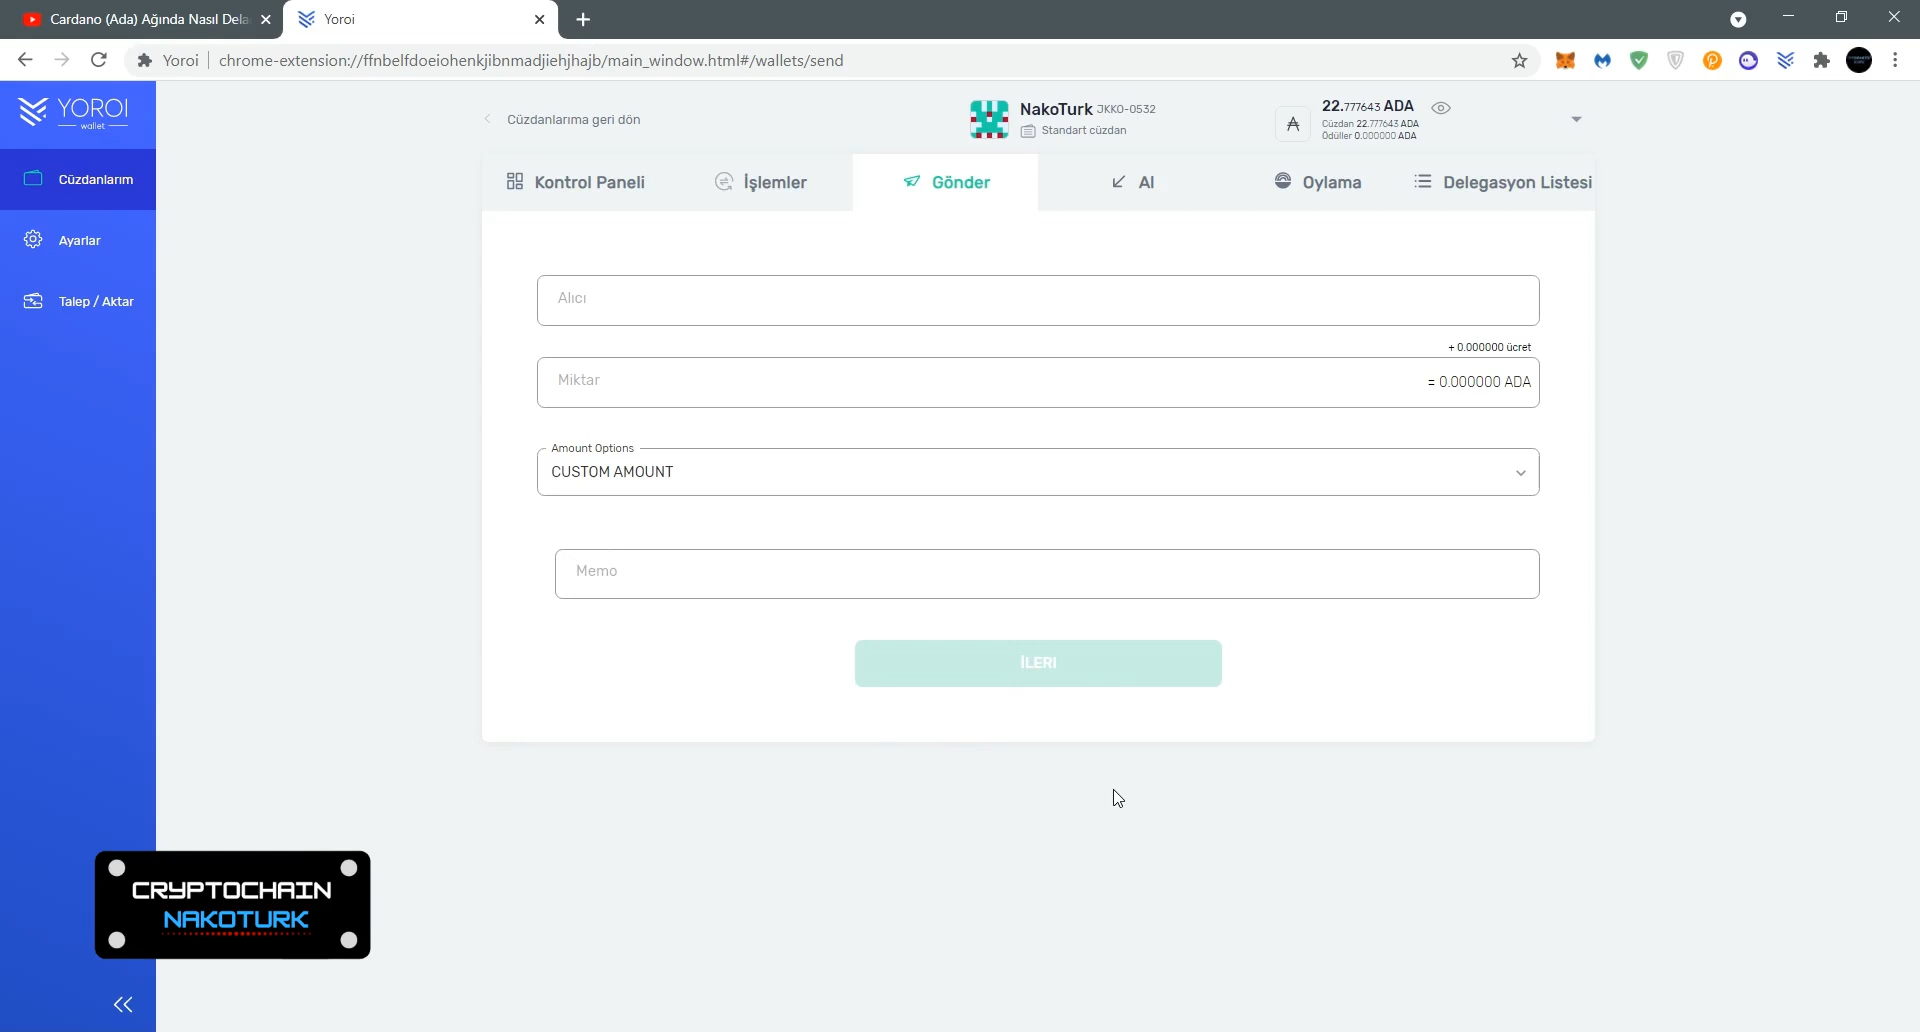 Cardano (Ada) Ağında Nasıl Dela
Yoroi
Yoroi
chrome-extension://ffnbelfdoeiohenkjibnmadjiehjhajb/main_window.html#/wallets/send
YOROI
wallet
Cüzdanlarım
Ayarlar
Talep / Aktar
Cüzdanlarıma geri dön
NakoTurk JKKO-0532
Standart cüzdan
22.777643 ADA
Cüzdan 22.777643 ADA
Ödüller 0.000000 ADA
Kontrol Paneli
İşlemler
Gönder
Al
Oylama
Delegasyon Listesi
Alıcı
+ 0.000000 ücret
Miktar
= 0.000000 ADA
Amount Options
CUSTOM AMOUNT
Memo
İLERI
CRYPTOCHAIN
NAKOTURK